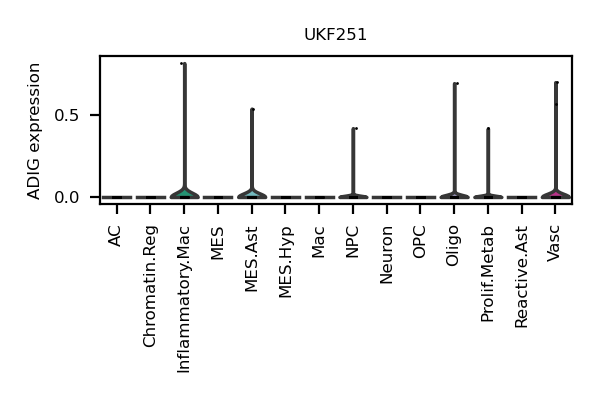 UKF251
ADIG expression
0.5
0.0
AC
Chromatin.Reg
Inflammatory.Mac
MES
MES.Ast
MES.Hyp
Mac
NPC
Neuron
OPC
Oligo
Prolif.Metab
Reactive.Ast
Vasc